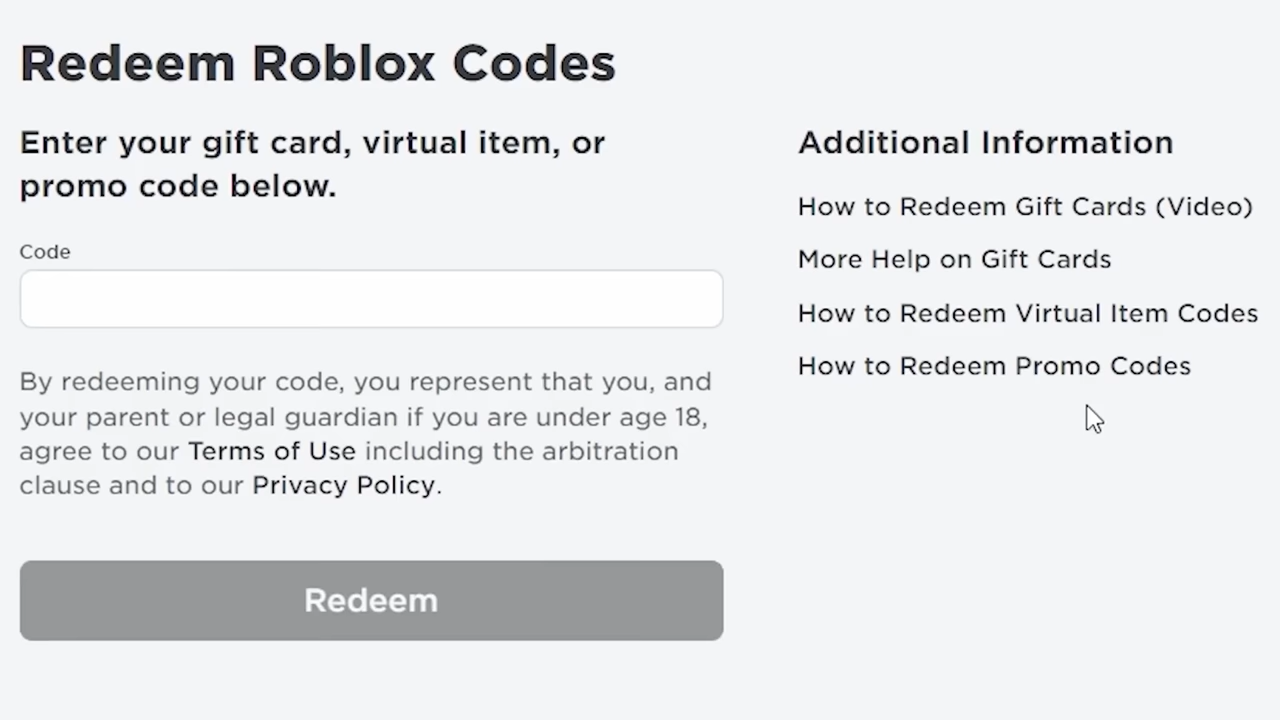 Redeem Roblox Codes
Enter your gift card, virtual item, or
promo code below.
Code
By redeeming your code, you represent that you, and
your parent or legal guardian if you are under age 18,
agree to our Terms of Use including the arbitration
clause and to our Privacy Policy.
Redeem
Additional Information
How to Redeem Gift Cards (Video)
More Help on Gift Cards
How to Redeem Virtual Item Codes
How to Redeem Promo Codes